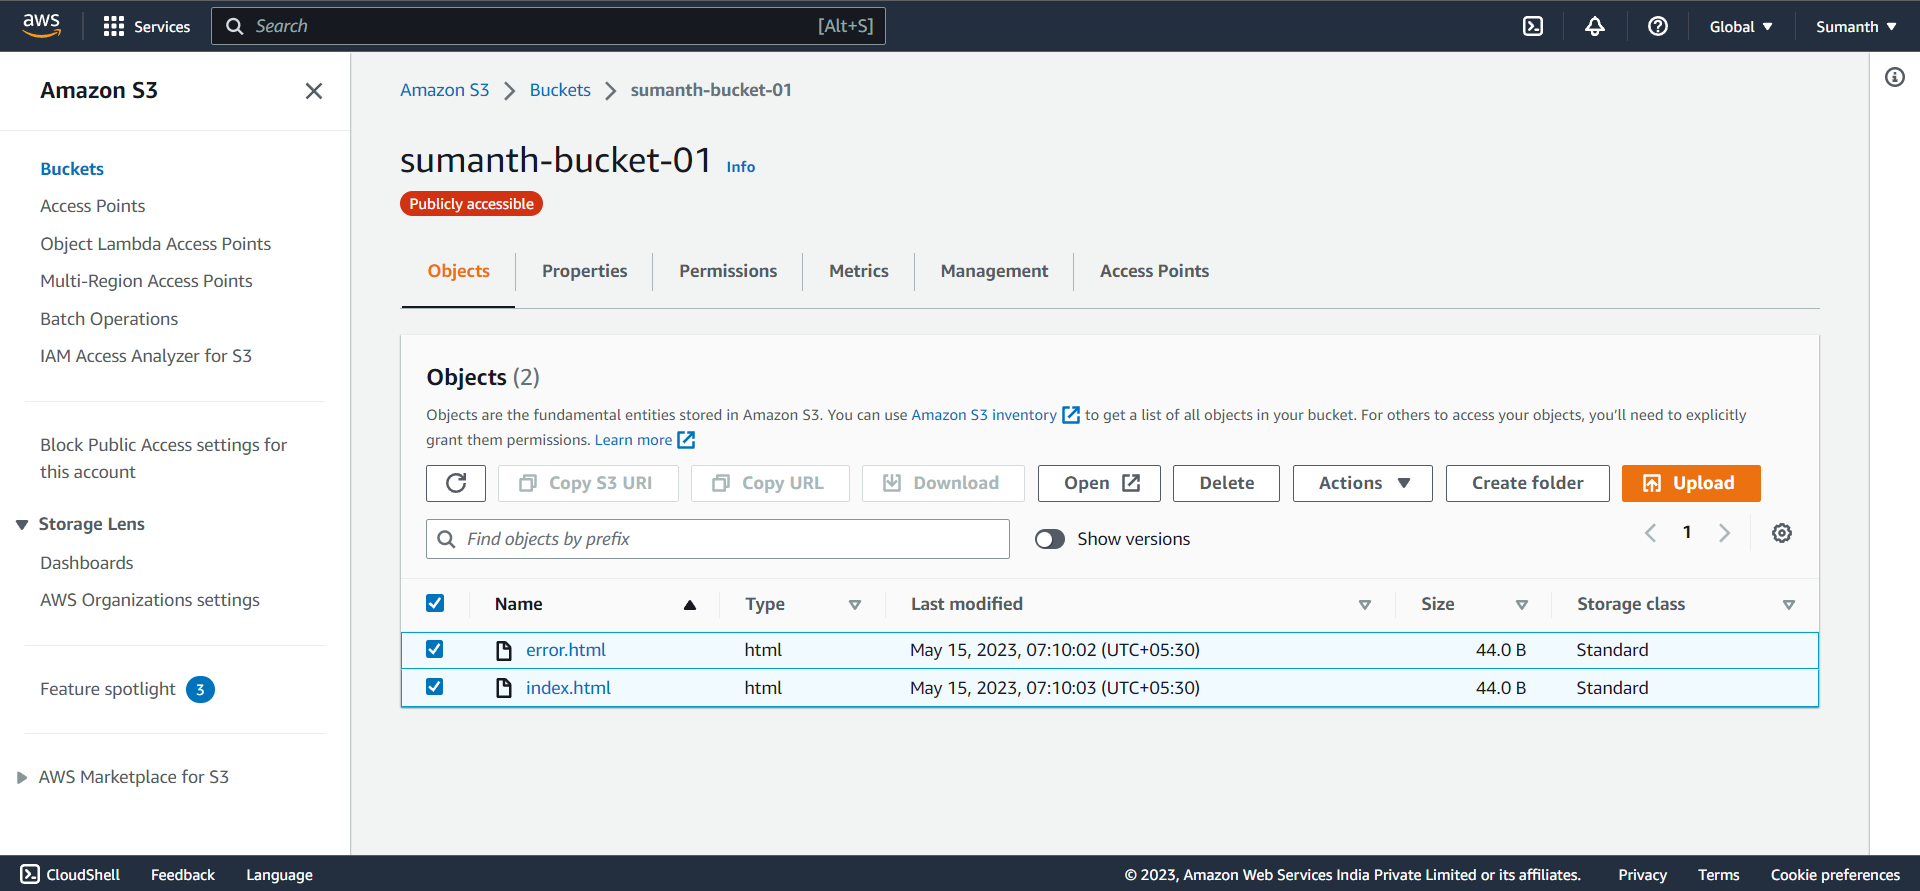 aws Services Search [Alt+S] Global Sumanth
Amazon S3
Buckets
Access Points
Object Lambda Access Points
Multi-Region Access Points
Batch Operations
IAM Access Analyzer for S3
Block Public Access settings for
this account
Storage Lens
Dashboards
AWS Organizations settings
Feature spotlight 3
AWS Marketplace for S3
Amazon S3 Buckets sumanth-bucket-01
sumanth-bucket-01 Info
Publicly accessible
Objects Properties Permissions Metrics Management Access Points
Objects (2)
Objects are the fundamental entities stored in Amazon S3. You can use Amazon S3 inventory to get a list of all objects in your bucket. For others to access your objects, you’ll need to explicitly
grant them permissions. Learn more
Copy S3 URI Copy URL Download Open Delete Actions Create folder Upload
Find objects by prefix Show versions 1
Name Type Last modified Size Storage class
error.html html May 15, 2023, 07:10:02 (UTC+05:30) 44.0 B Standard
index.html html May 15, 2023, 07:10:03 (UTC+05:30) 44.0 B Standard
CloudShell Feedback Language © 2023, Amazon Web Services India Private Limited or its affiliates. Privacy Terms Cookie preferences